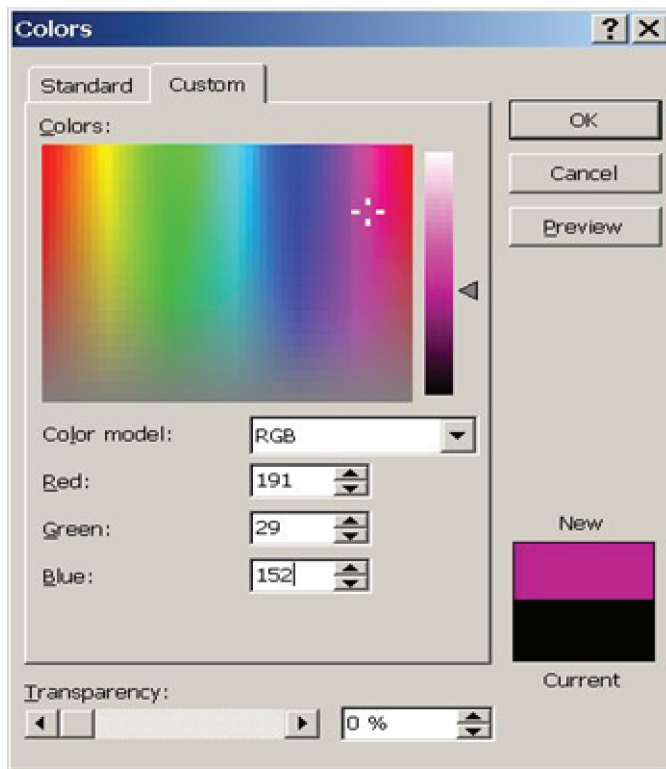 Colors
Standard Custom
Colors:
OK
Cancel
Preview
Color model: RGB
Red: 191
Green: 29
Blue: 152
New
Current
Transparency:
0 %